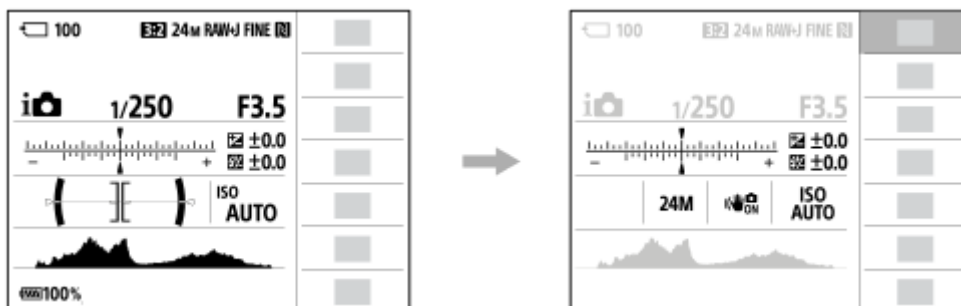 100 3:2 24M RAW+J FINE N
i 1/250 F3.5
±0.0
- + ±0.0
ISO
AUTO
100%
100 3:2 24M RAW+J FINE N
i 1/250 F3.5
±0.0
- + ±0.0
24M ON ISO
AUTO